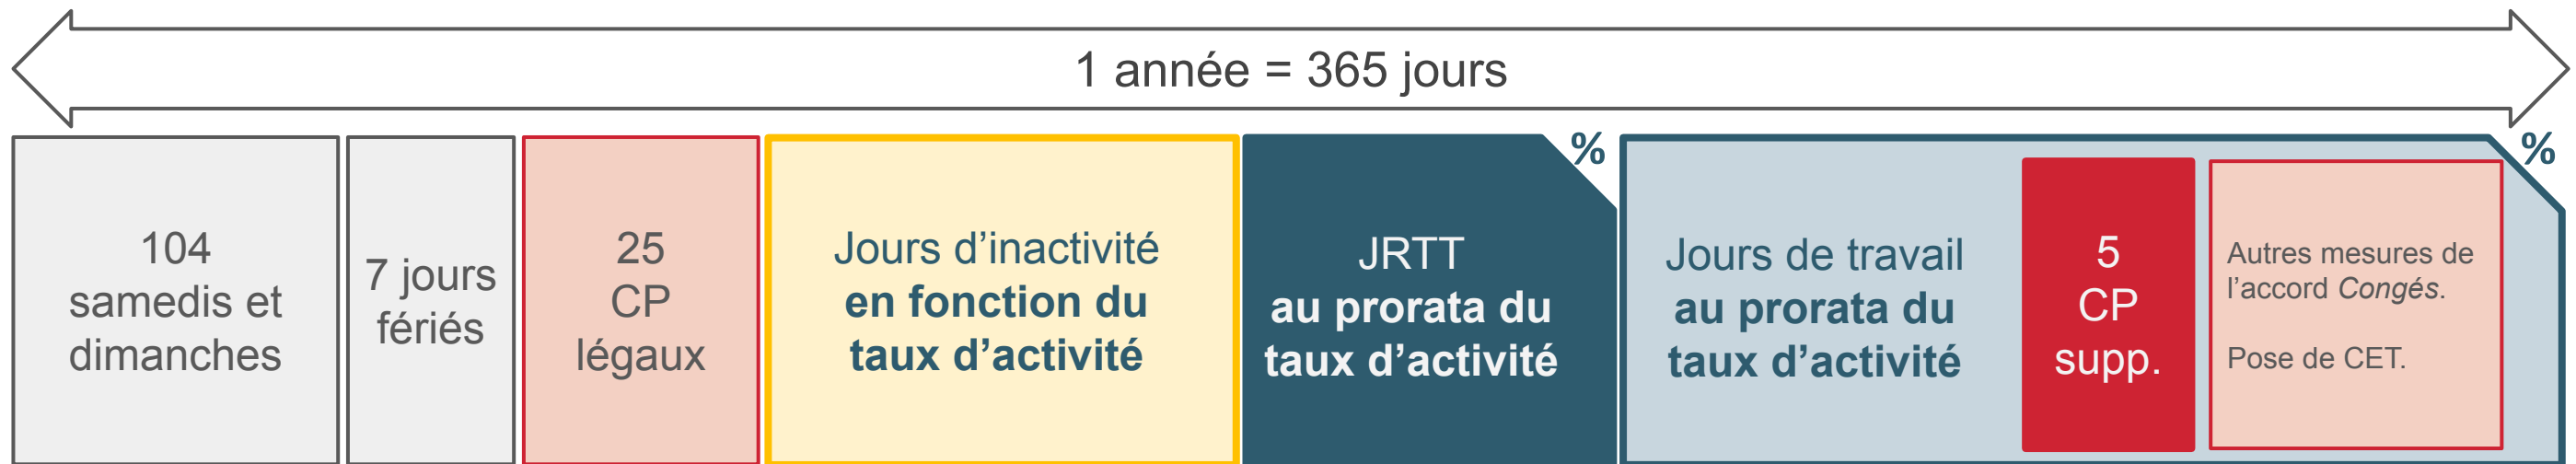 1 année = 365 jours
104
samedis et
dimanches
7 jours
fériés
25
CP
légaux
Jours d’inactivité
en fonction du
taux d’activité
JRTT
au prorata du
taux d’activité
%
Jours de travail
au prorata du
taux d’activité
5
CP
supp.
Autres mesures de
l’accord Congés.
Pose de CET.
%